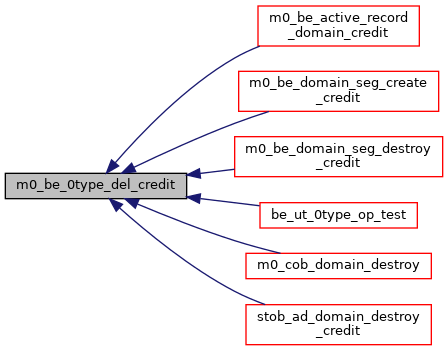 m0_be_active_record
_domain_credit
m0_be_domain_seg_create
_credit
m0_be_domain_seg_destroy
_credit
m0_be_0type_del_credit
be_ut_0type_op_test
m0_cob_domain_destroy
stob_ad_domain_destroy
_credit